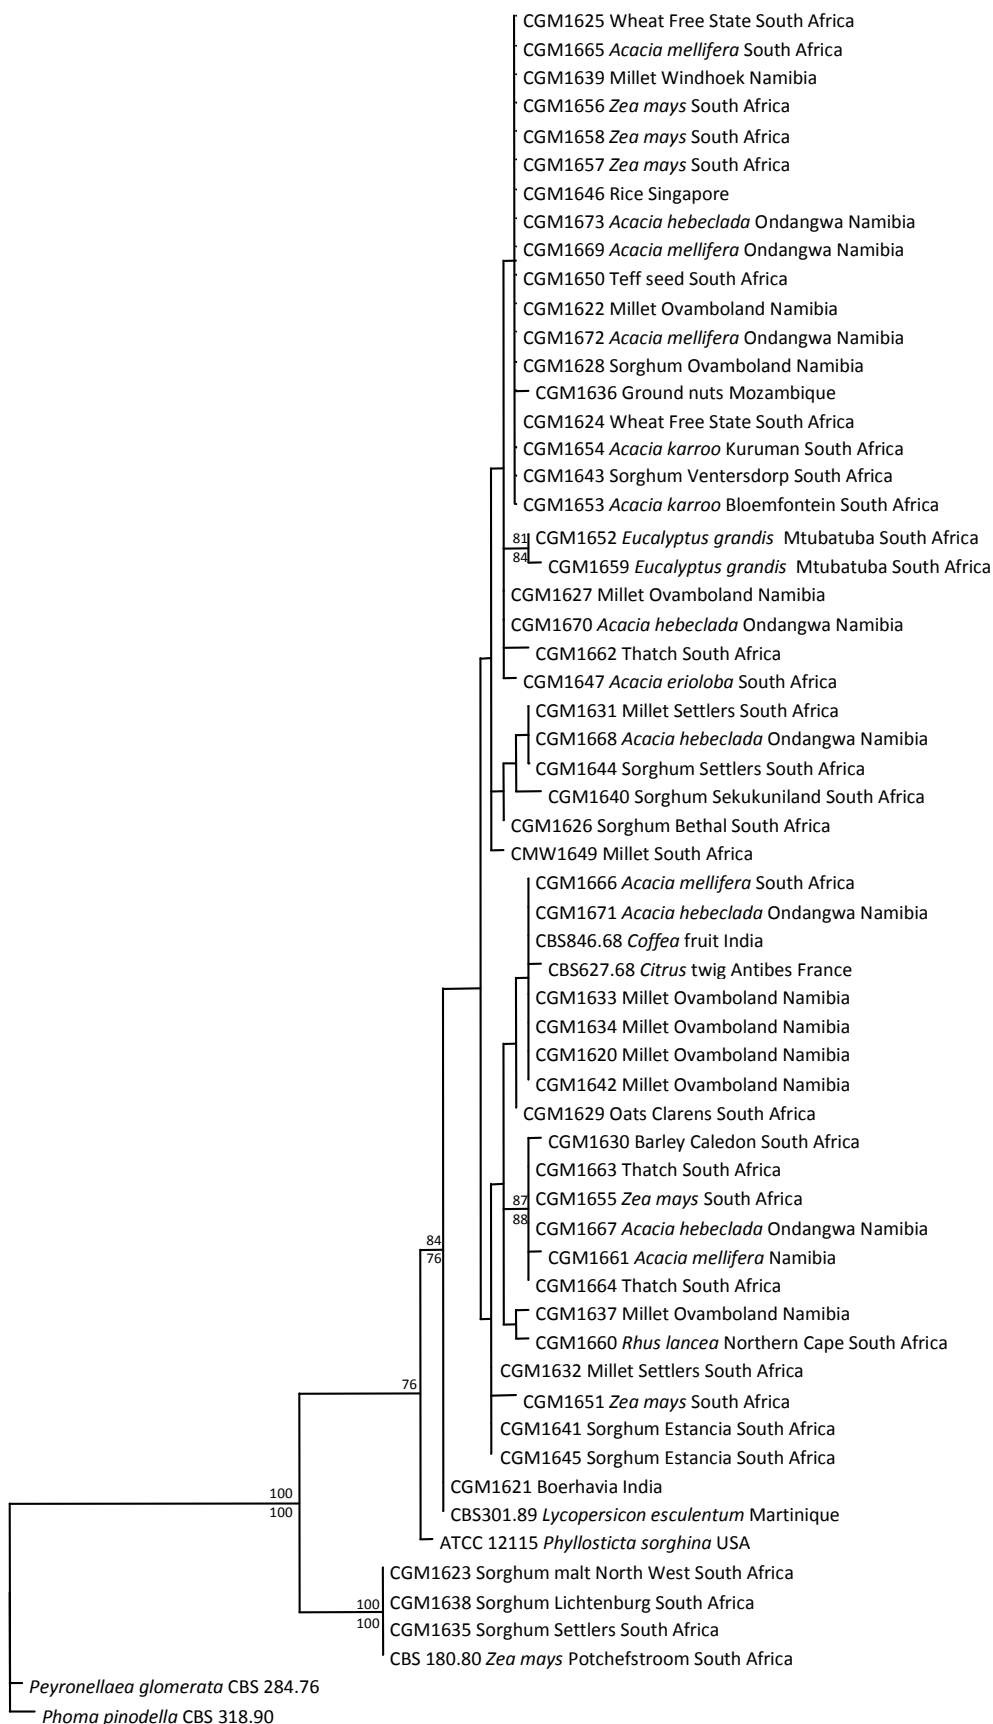 CGM1625 Wheat Free State South Africa
CGM1665 Acacia mellifera South Africa
CGM1639 Millet Windhoek Namibia
CGM1656 Zea mays South Africa
CGM1658 Zea mays South Africa
CGM1657 Zea mays South Africa
CGM1646 Rice Singapore
CGM1673 Acacia hebeclada Ondangwa Namibia
CGM1669 Acacia mellifera Ondangwa Namibia
CGM1650 Teff seed South Africa
CGM1622 Millet Ovamboland Namibia
CGM1672 Acacia mellifera Ondangwa Namibia
CGM1628 Sorghum Ovamboland Namibia
CGM1636 Ground nuts Mozambique
CGM1624 Wheat Free State South Africa
CGM1654 Acacia karroo Kuruman South Africa
CGM1643 Sorghum Ventersdorp South Africa
CGM1653 Acacia karroo Bloemfontein South Africa
81
CGM1652 Eucalyptus grandis Mtubatuba South Africa
84
CGM1659 Eucalyptus grandis Mtubatuba South Africa
CGM1627 Millet Ovamboland Namibia
CGM1670 Acacia hebeclada Ondangwa Namibia
CGM1662 Thatch South Africa
CGM1647 Acacia erioloba South Africa
CGM1631 Millet Settlers South Africa
CGM1668 Acacia hebeclada Ondangwa Namibia
CGM1644 Sorghum Settlers South Africa
CGM1640 Sorghum Sekukuniland South Africa
CGM1626 Sorghum Bethal South Africa
CMW1649 Millet South Africa
CGM1666 Acacia mellifera South Africa
CGM1671 Acacia hebeclada Ondangwa Namibia
CBS846.68 Coffea fruit India
CBS627.68 Citrus twig Antibes France
CGM1633 Millet Ovamboland Namibia
CGM1634 Millet Ovamboland Namibia
CGM1620 Millet Ovamboland Namibia
CGM1642 Millet Ovamboland Namibia
CGM1629 Oats Clarens South Africa
CGM1630 Barley Caledon South Africa
CGM1663 Thatch South Africa
87
CGM1655 Zea mays South Africa
88
CGM1667 Acacia hebeclada Ondangwa Namibia
84
76
CGM1661 Acacia mellifera Namibia
CGM1664 Thatch South Africa
CGM1637 Millet Ovamboland Namibia
CGM1660 Rhus lancea Northern Cape South Africa
CGM1632 Millet Settlers South Africa
76
CGM1651 Zea mays South Africa
CGM1641 Sorghum Estancia South Africa
CGM1645 Sorghum Estancia South Africa
CGM1621 Boerhavia India
100
100
CBS301.89 Lycopersicon esculentum Martinique
ATCC 12115 Phyllosticta sorghina USA
CGM1623 Sorghum malt North West South Africa
100
CGM1638 Sorghum Lichtenburg South Africa
100
CGM1635 Sorghum Settlers South Africa
CBS 180.80 Zea mays Potchefstroom South Africa
Peyronellaea glomerata CBS 284.76
Phoma pinodella CBS 318.90